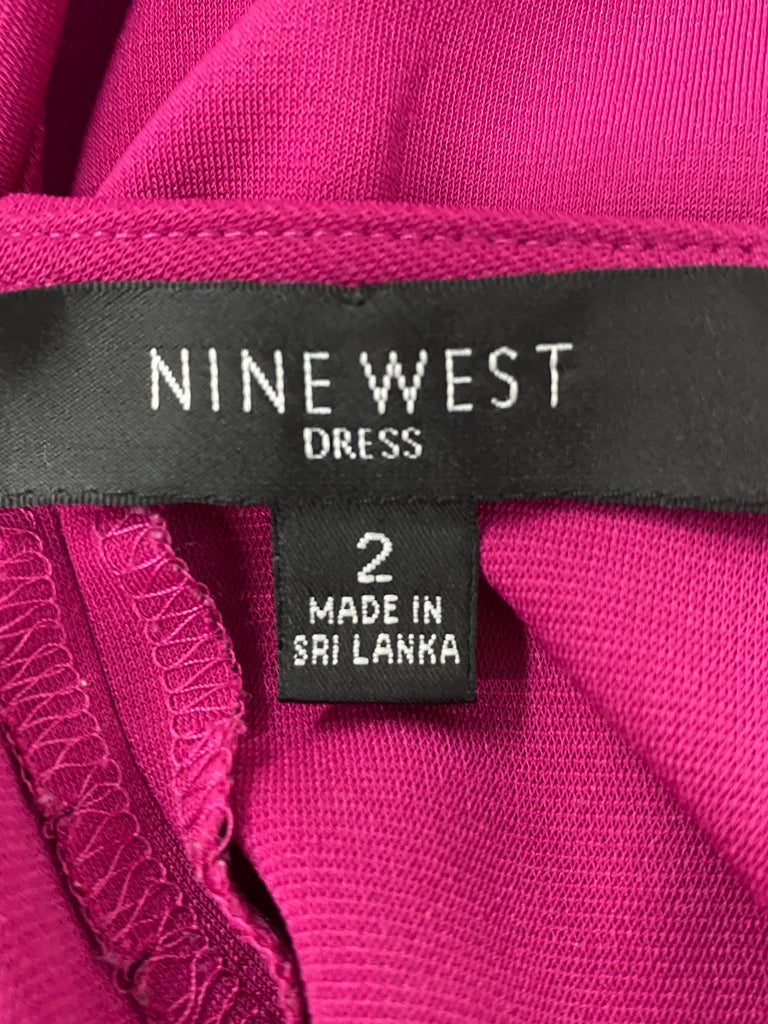 NINE WEST
DRESS
2
MADE IN
SRI LANKA